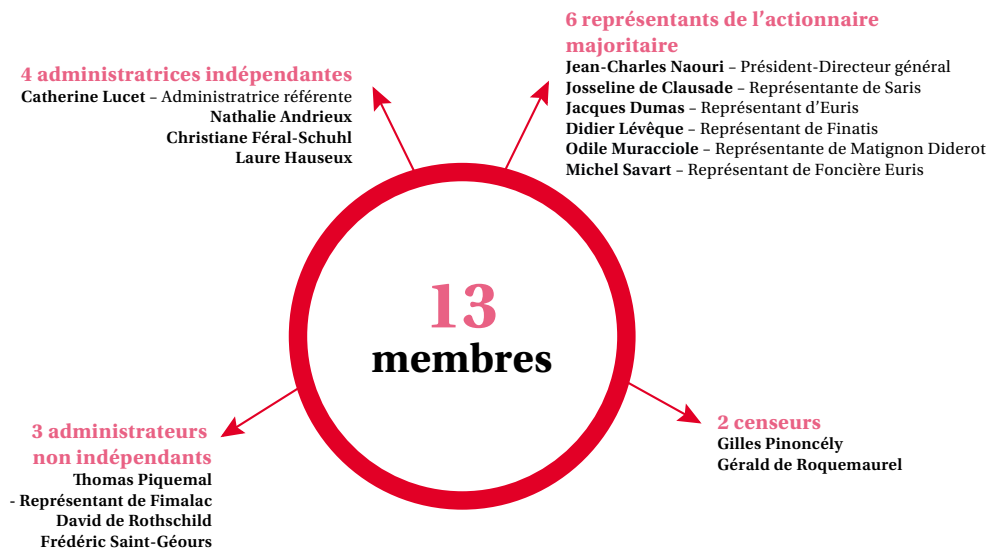 4 administratrices indépendantes
Catherine Lucet – Administratrice référente
Nathalie Andrieux
Christiane Féral-Schuhl
Laure Hauseux
6 représentants de l'actionnaire
majoritaire
Jean-Charles Naouri – Président-Directeur général
Josseline de Clausade – Représentante de Saris
Jacques Dumas – Représentant d'Euris
Didier Lévêque – Représentant de Finatis
Odile Muracciole – Représentante de Matignon Diderot
Michel Savart – Représentant de Foncière Euris
13
membres
3 administrateurs
non indépendants
Thomas Piquemal
- Représentant de Fimalac
David de Rothschild
Frédéric Saint-Géours
2 censeurs
Gilles Pinoncély
Gérald de Roquemaurel